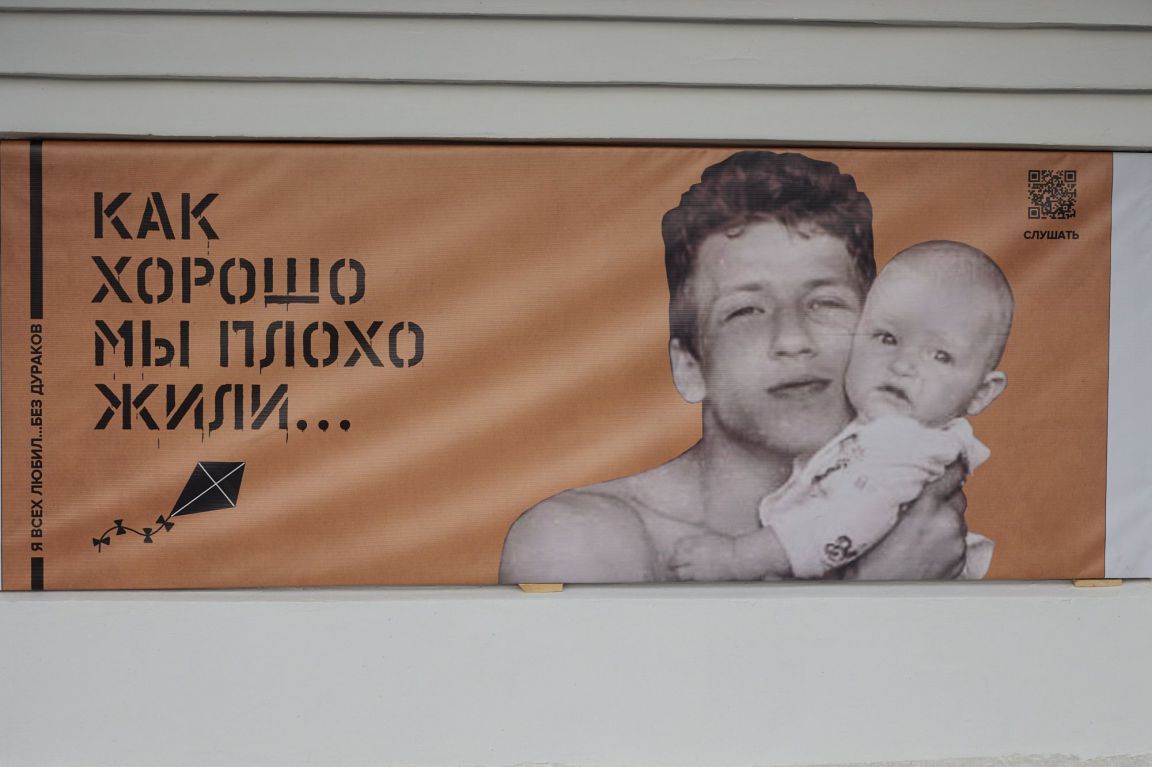 КАК
ХОРОШО
МЫ ПЛОХО
ЖИЛИ...
Я ВСЕХ ЛЮБИЛ...БЕЗ ДУРАКОВ
СЛУШАТЬ